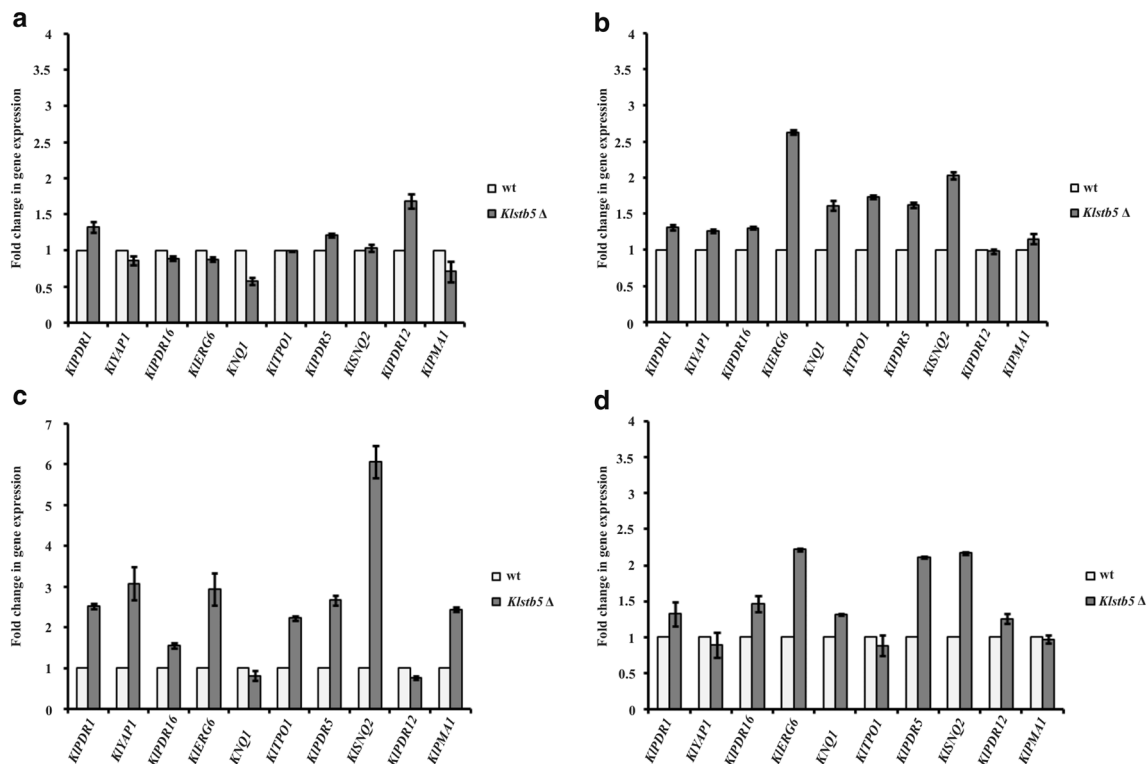 a
Fold change in gene expression
4
3.5
3
2.5
2
1.5
1
0.5
0
KlPDR1
KlYAP1
KlPDR16
KlERG6
KNQ1
KlTPO1
KlPDR5
KlSNQ2
KlPDR12
KlPMA1
wt
Klstb5 Δ
b
Fold change in gene expression
4
3.5
3
2.5
2
1.5
1
0.5
0
KlPDR1
KlYAP1
KlPDR16
KlERG6
KNQ1
KlTPO1
KlPDR5
KlSNQ2
KlPDR12
KlPMA1
wt
Klstb5 Δ
c
Fold change in gene expression
7
6
5
4
3
2
1
0
KlPDR1
KlYAP1
KlPDR16
KlERG6
KNQ1
KlTPO1
KlPDR5
KlSNQ2
KlPDR12
KlPMA1
wt
Klstb5 Δ
d
Fold change in gene expression
4
3.5
3
2.5
2
1.5
1
0.5
0
KlPDR1
KlYAP1
KlPDR16
KlERG6
KNQ1
KlTPO1
KlPDR5
KlSNQ2
KlPDR12
KlPMA1
wt
Klstb5 Δ